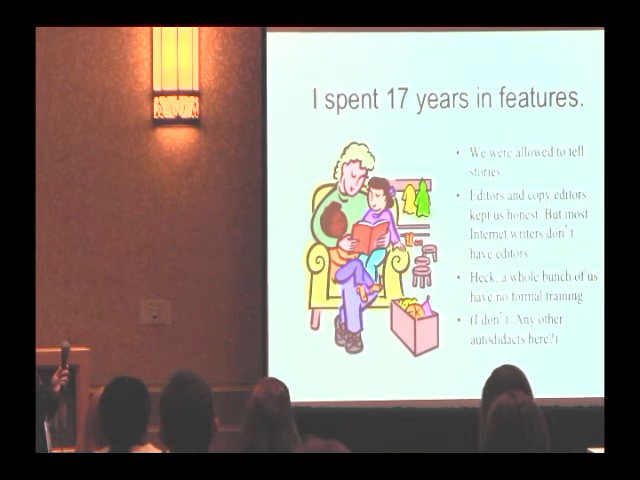 I spent 17 years in features.
• We were allowed to tell
stories.
• Editors and copy editors
kept us honest. But most
Internet writers don't
have editors.
• Heck, a whole bunch of us
have no formal training
• (I don't. Any other
autodidacts here?)